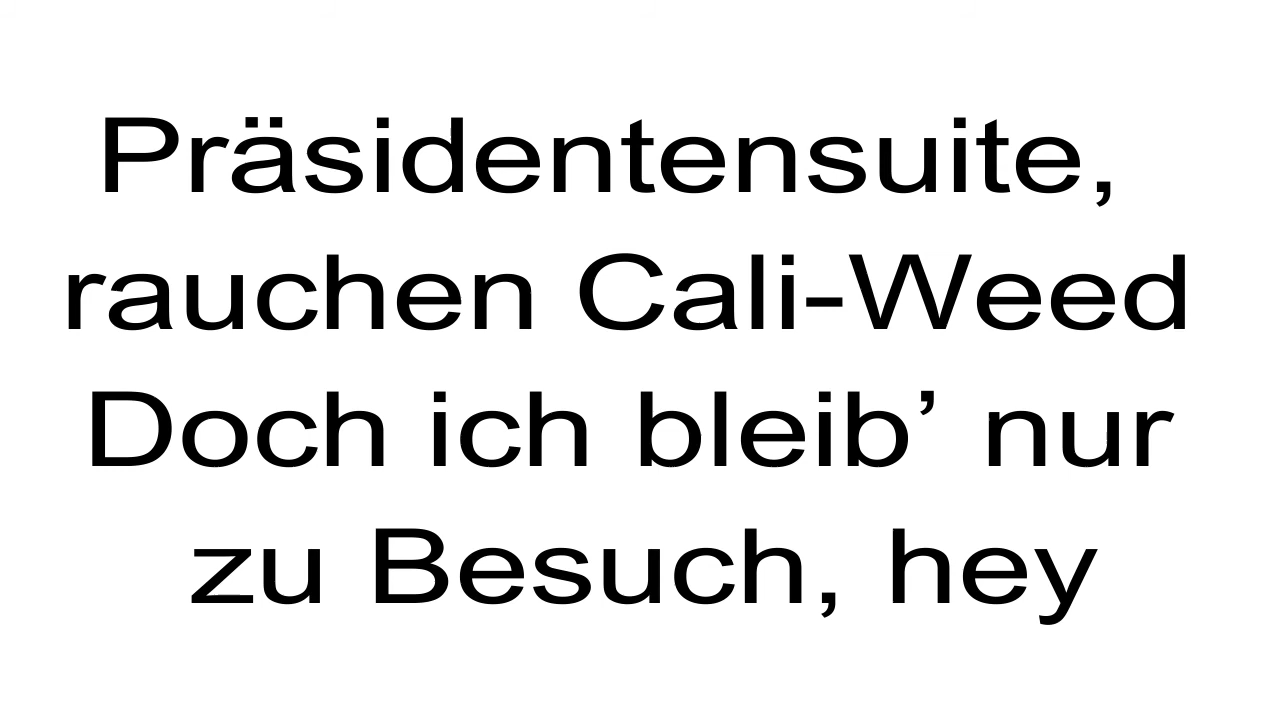 Präsidentensuite,
rauchen Cali-Weed
Doch ich bleib’ nur
zu Besuch, hey